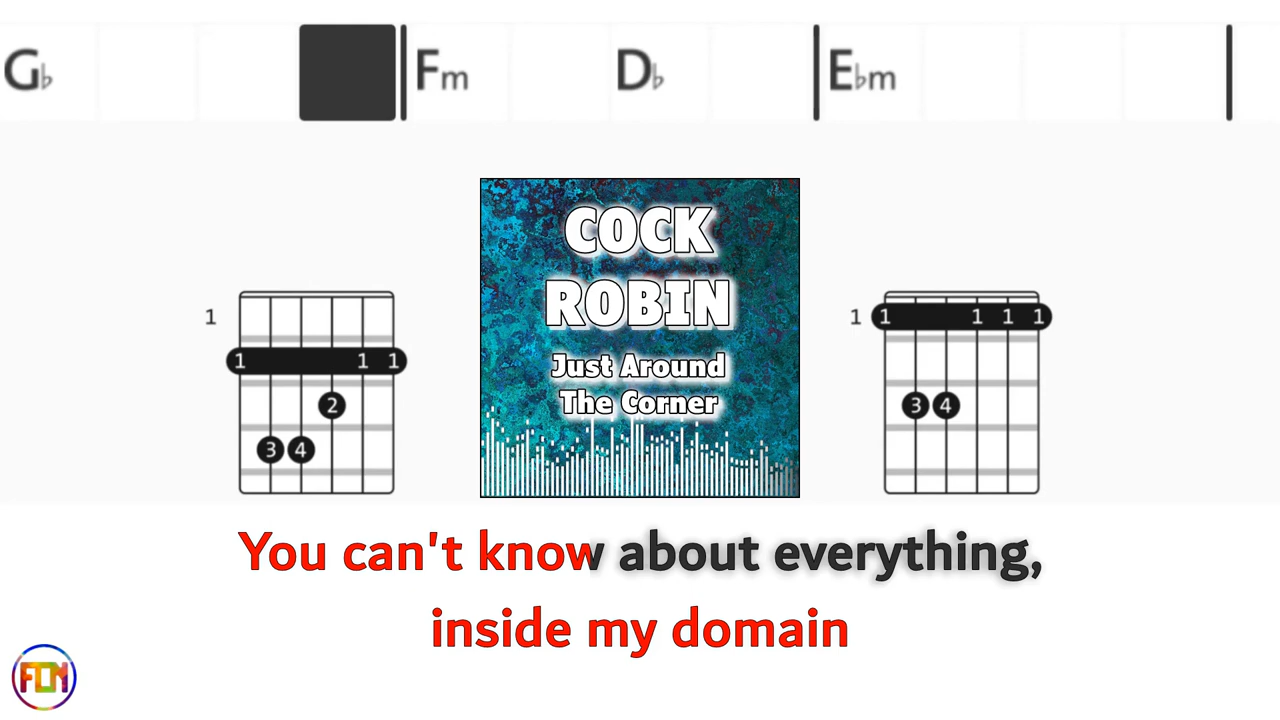 G♭ Fm D♭ E♭m
COCK
ROBIN
Just Around
The Corner
1 1 1 1 1 1 1 1 1
2 3 4
3 4
You can't know about everything,
inside my domain
FCM